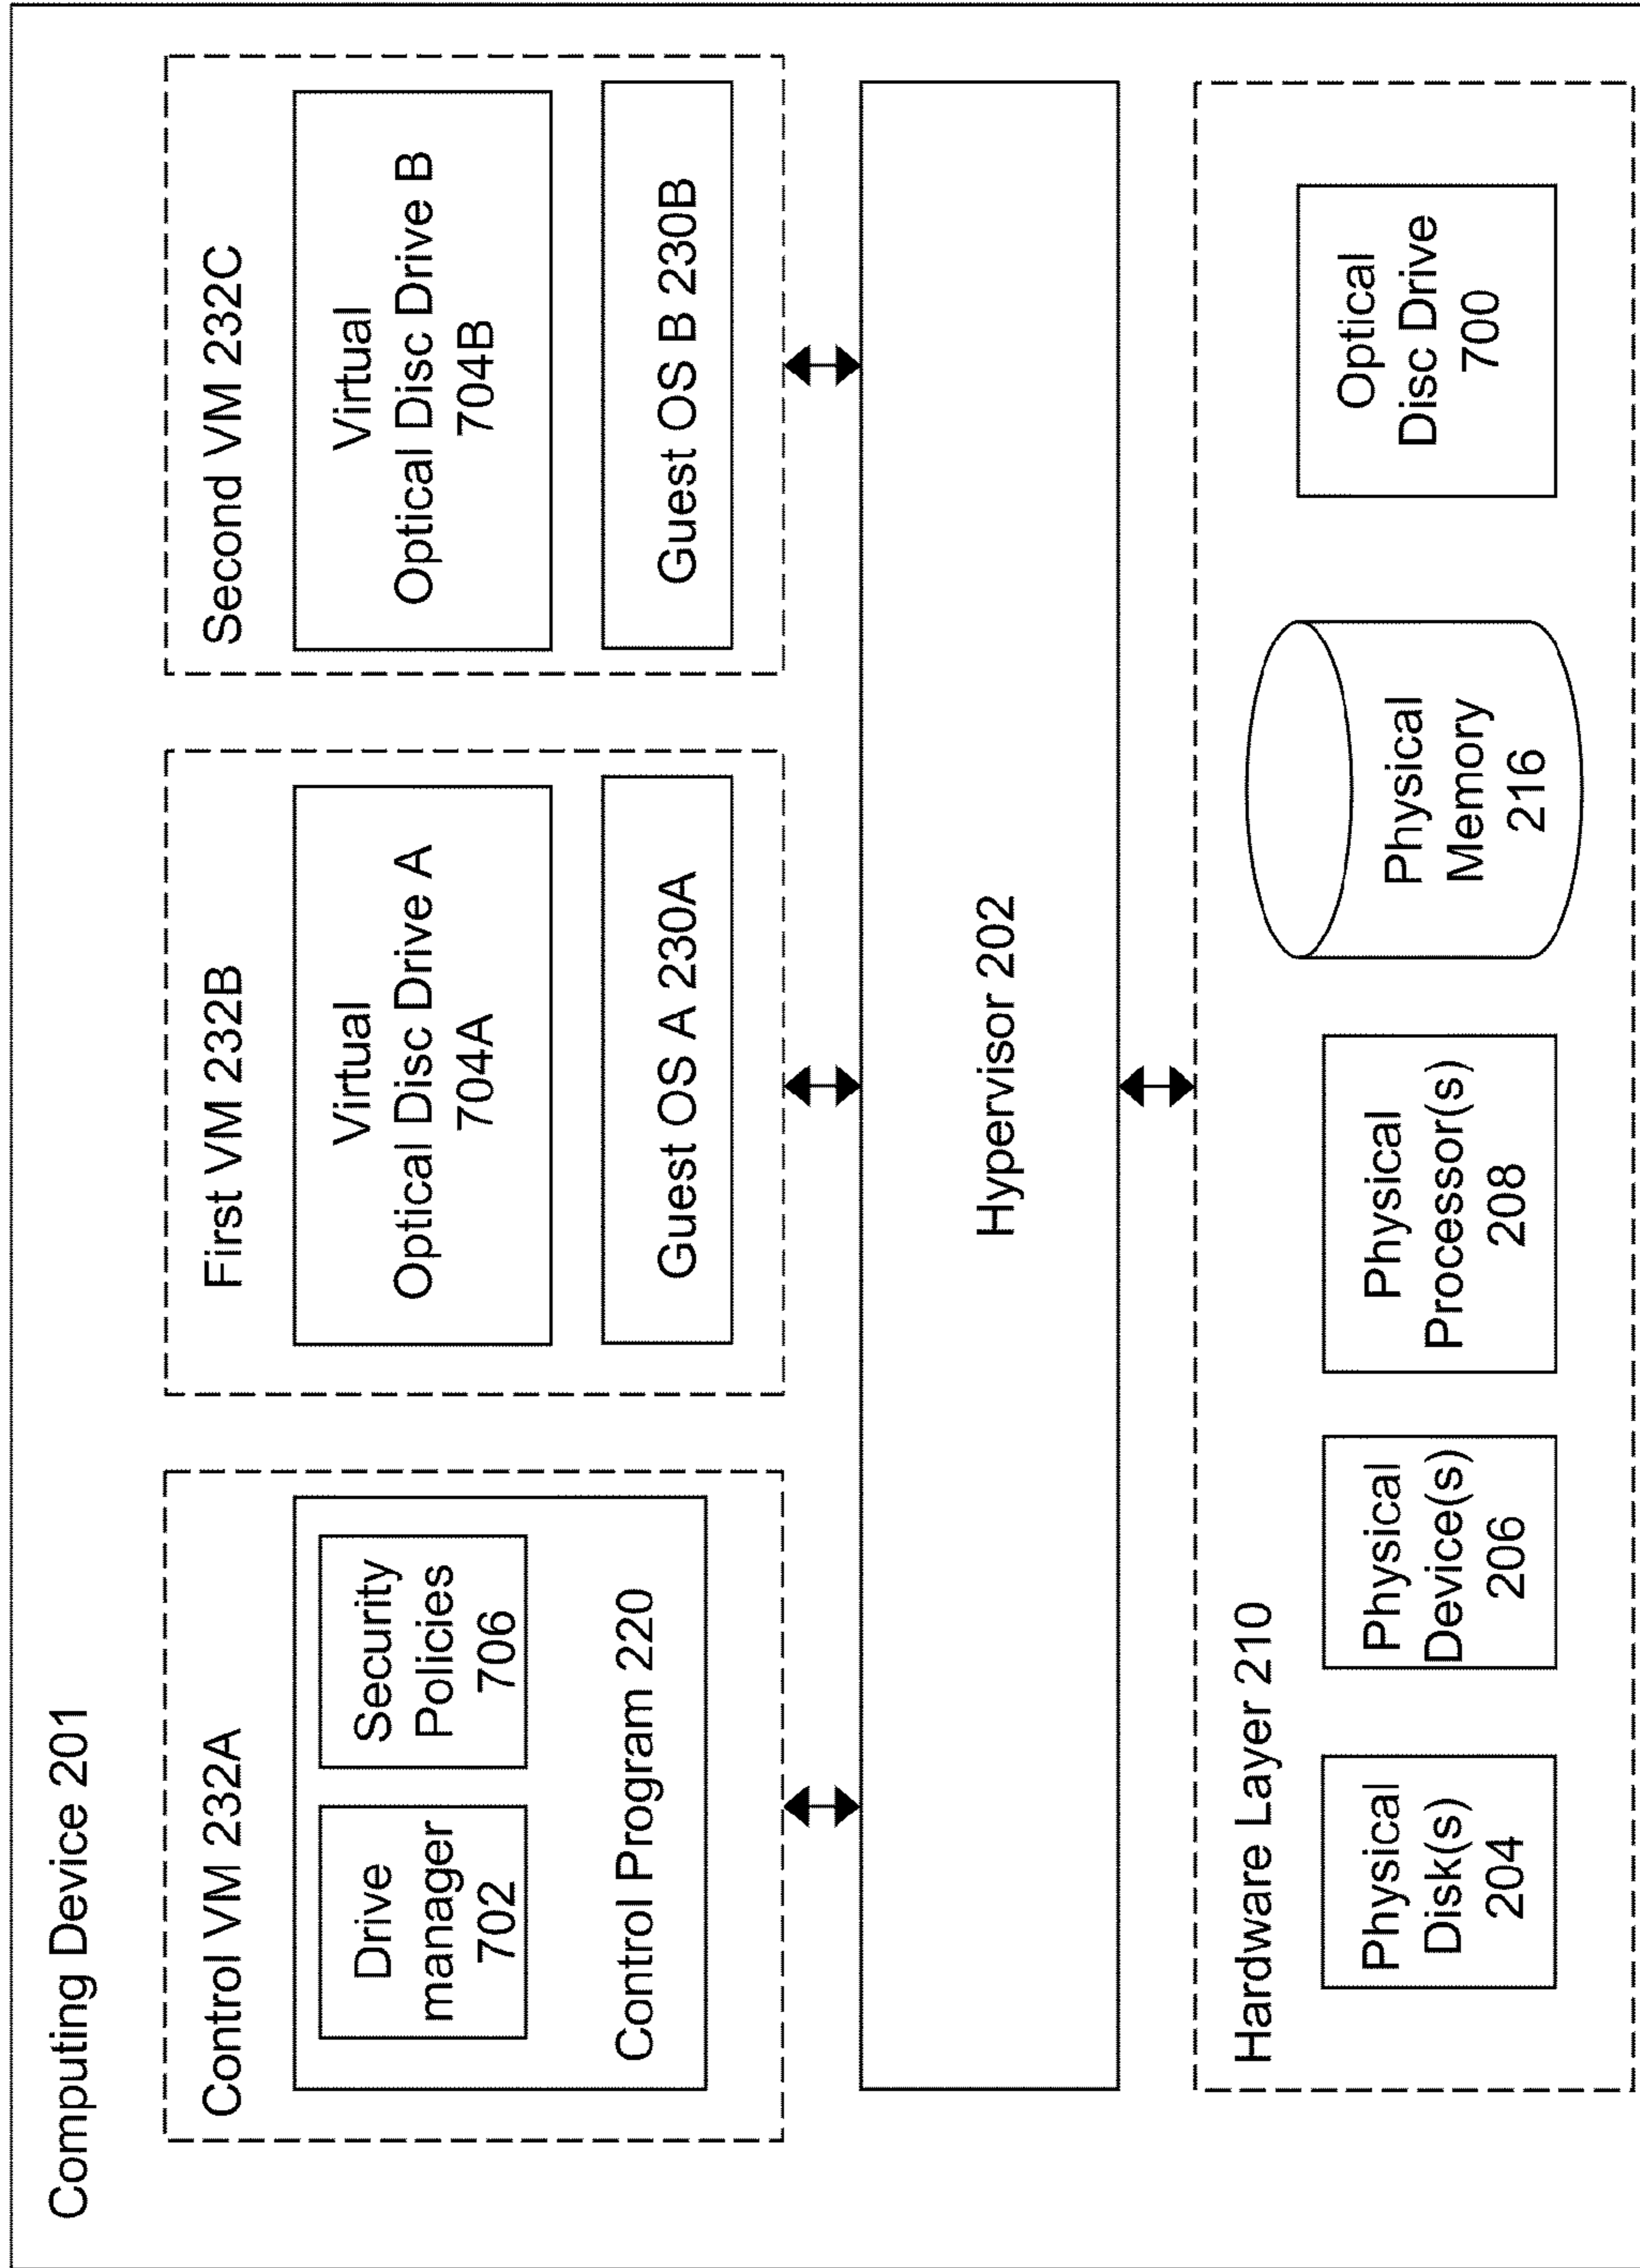 Computing Device 201
Control VM 232A
Drive
manager
702
Security
Policies
706
Control Program 220
First VM 232B
Virtual
Optical Disc Drive A
704A
Guest OS A 230A
Second VM 232C
Virtual
Optical Disc Drive B
704B
Guest OS B 230B
Hypervisor 202
Hardware Layer 210
Physical
Disk(s)
204
Physical
Device(s)
206
Physical
Processor(s)
208
Physical
Memory
216
Optical
Disc Drive
700